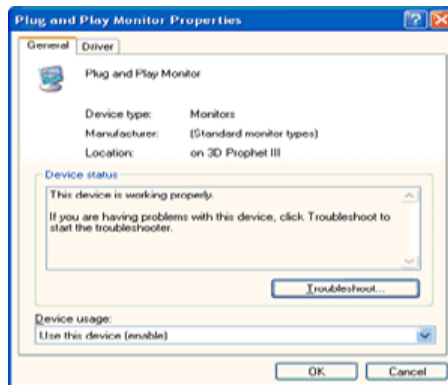 Plug and Play Monitor Properties
General Driver
Plug and Play Monitor
Device type: Monitors
Manufacturer: (Standard monitor types)
Location: on 3D Prophet III
Device status
This device is working properly.
If you are having problems with this device, click Troubleshoot to
start the troubleshooter.
Troubleshoot...
Device usage:
Use this device (enable)
OK Cancel